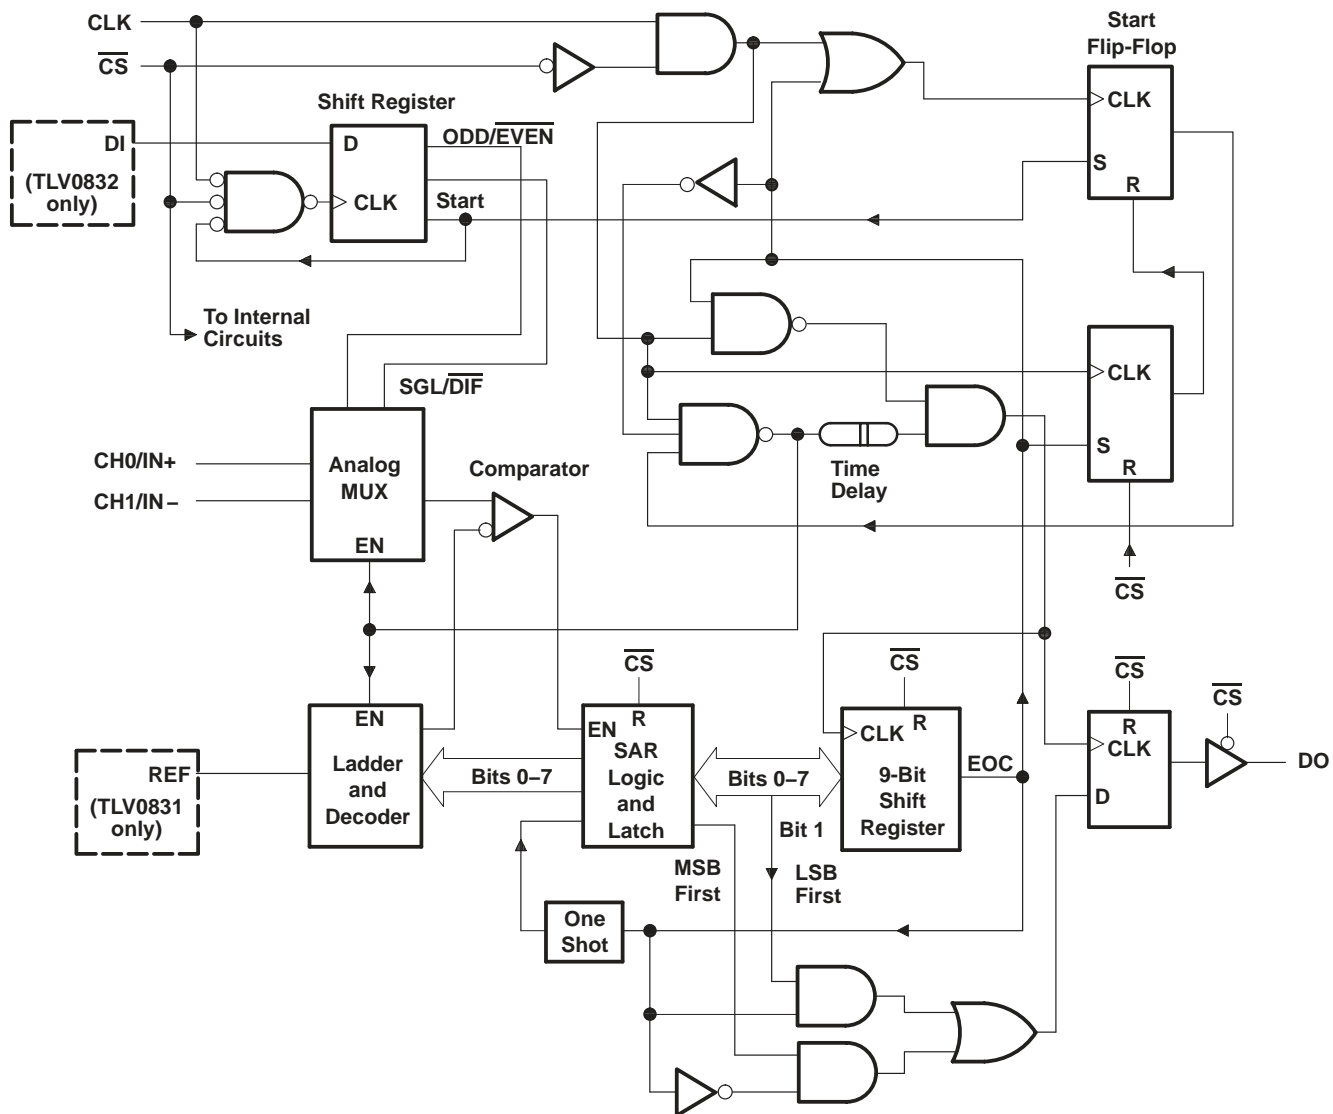 CLK
CS
Start
Flip-Flop
Shift Register
ODD/EVEN
DI
(TLV0832
only)
D
CLK
Start
CLK
S
R
To Internal
Circuits
SGL/DIF
CLK
S
R
CS
CH0/IN+
CH1/IN –
Analog
MUX
EN
Comparator
Time
Delay
REF
(TLV0831
only)
EN
Ladder
and
Decoder
Bits 0–7
CS
R
EN
SAR
Logic
and
Latch
Bits 0–7
CS
R
CLK
9-Bit
Shift
Register
EOC
CS
R
CLK
D
CS
DO
Bit 1
MSB
First
LSB
First
One
Shot